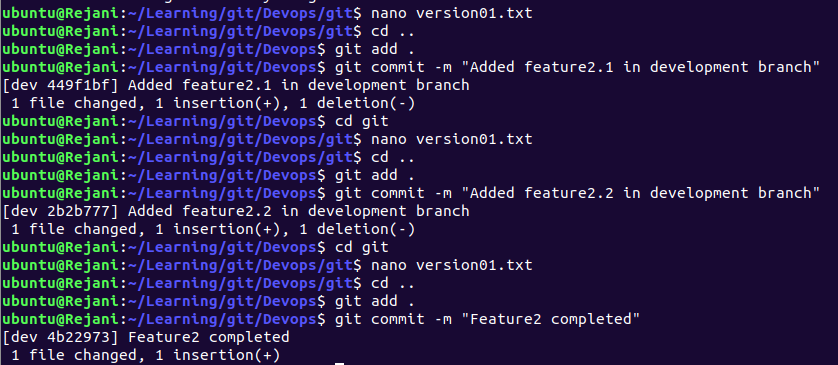 ubuntu@Rejani:~/Learning/git/Devops/git$ nano version01.txt
ubuntu@Rejani:~/Learning/git/Devops/git$ cd ..
ubuntu@Rejani:~/Learning/git/Devops$ git add .
ubuntu@Rejani:~/Learning/git/Devops$ git commit -m "Added feature2.1 in development branch"
[dev 449f1bf] Added feature2.1 in development branch
 1 file changed, 1 insertion(+), 1 deletion(-)
ubuntu@Rejani:~/Learning/git/Devops$ cd git
ubuntu@Rejani:~/Learning/git/Devops/git$ nano version01.txt
ubuntu@Rejani:~/Learning/git/Devops/git$ cd ..
ubuntu@Rejani:~/Learning/git/Devops$ git add .
ubuntu@Rejani:~/Learning/git/Devops$ git commit -m "Added feature2.2 in development branch"
[dev 2b2b777] Added feature2.2 in development branch
 1 file changed, 1 insertion(+), 1 deletion(-)
ubuntu@Rejani:~/Learning/git/Devops$ cd git
ubuntu@Rejani:~/Learning/git/Devops/git$ nano version01.txt
ubuntu@Rejani:~/Learning/git/Devops/git$ cd ..
ubuntu@Rejani:~/Learning/git/Devops$ git add .
ubuntu@Rejani:~/Learning/git/Devops$ git commit -m "Feature2 completed"
[dev 4b22973] Feature2 completed
 1 file changed, 1 insertion(+)